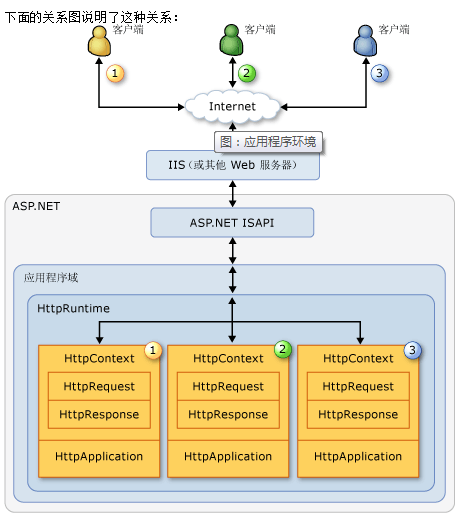 下面的关系图说明了这种关系：
客户端 客户端 客户端
1 2 3
Internet
图：应用程序环境
IIS（或其他 Web 服务器）
ASP.NET
ASP.NET ISAPI
应用程序域
HttpRuntime
1 2 3
HttpContext HttpContext HttpContext
HttpRequest HttpRequest HttpRequest
HttpResponse HttpResponse HttpResponse
HttpApplication HttpApplication HttpApplication